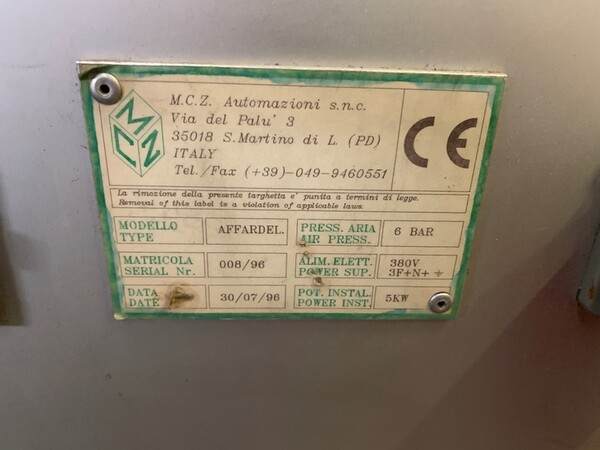 MCZ
M.C.Z. Automazioni s.n.c.
Via del Palu' 3
35018 S.Martino di L. (PD)
ITALY
Tel./Fax (+39)-049-9460551
CE
La rimozione della presente targhetta e' punita a termini di legge.
Removal of this label is a violation of applicable laws.
MODELLO TYPE AFFARDEL. PRESS. ARIA AIR PRESS. 6 BAR
MATRICOLA SERIAL Nr. 008/96 ALIM. ELETT. POWER SUP. 380V 3F+N+⏚
DATA DATE 30/07/96 POT. INSTAL. POWER INST. 5KW